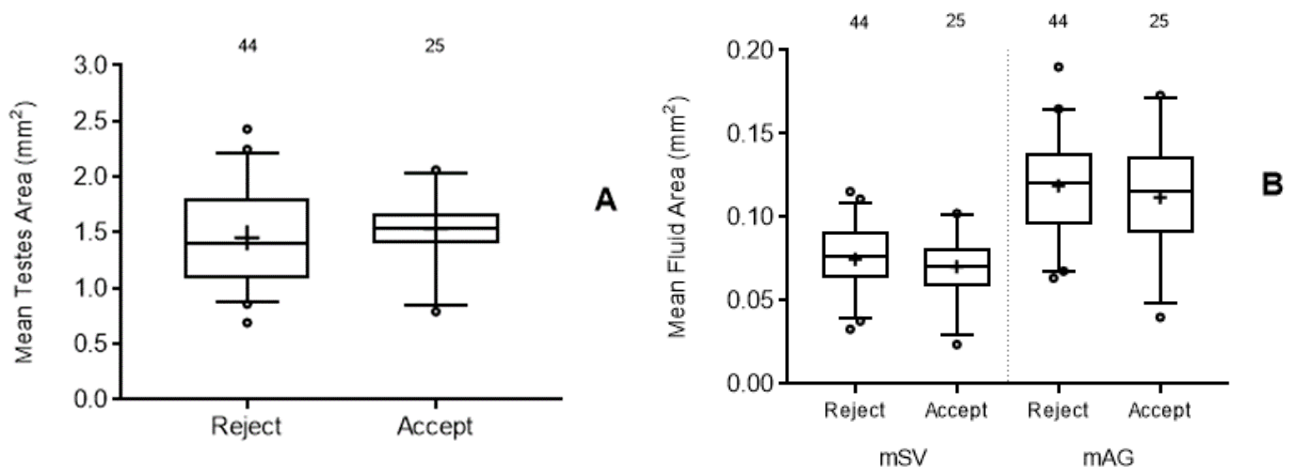 44 25
3.0
2.5
2.0
1.5
1.0
0.5
0.0
Mean Testes Area (mm²)
Reject Accept
A
44 25 44 25
0.20
0.15
0.10
0.05
0.00
Mean Fluid Area (mm²)
Reject Accept Reject Accept
mSV mAG
B